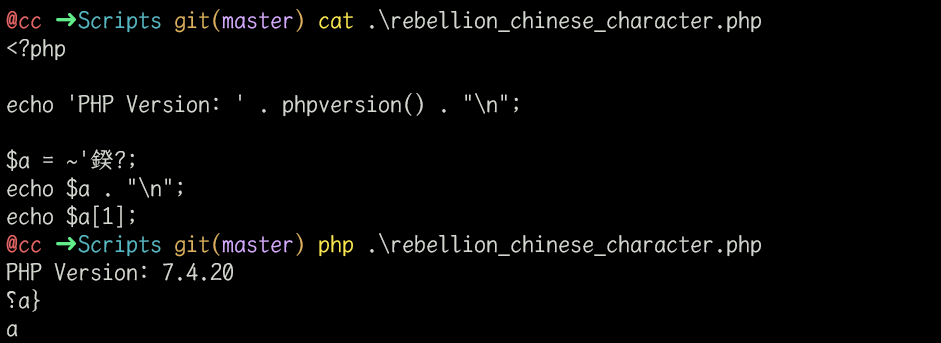 @cc ➜Scripts git(master) cat .\rebellion_chinese_character.php
<?php
echo 'PHP Version: ' . phpversion() . "\n";
$a = ~'鍨?;
echo $a . "\n";
echo $a[1];
@cc ➜Scripts git(master) php .\rebellion_chinese_character.php
PHP Version: 7.4.20
؟a}
a